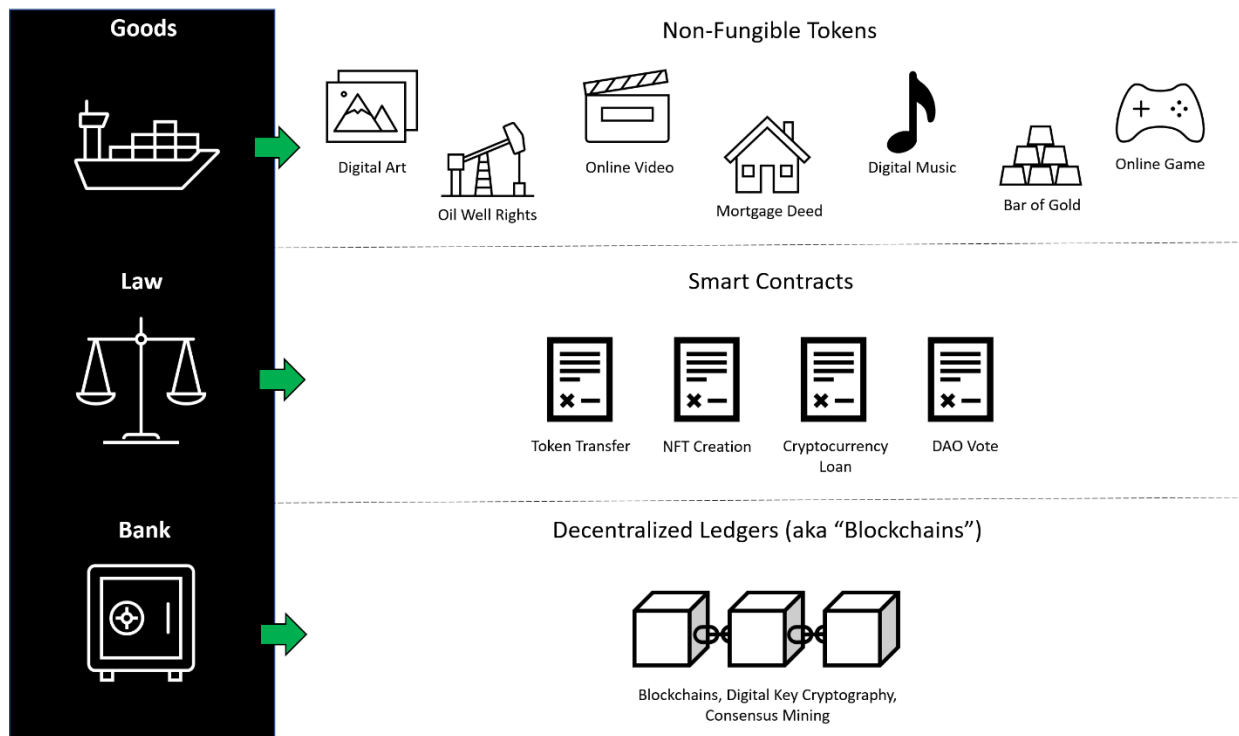 Goods
Non-Fungible Tokens
Digital Art
Oil Well Rights
Online Video
Mortgage Deed
Digital Music
Bar of Gold
Online Game
Law
Smart Contracts
Token Transfer
NFT Creation
Cryptocurrency
Loan
DAO Vote
Bank
Decentralized Ledgers (aka “Blockchains”)
Blockchains, Digital Key Cryptography,
Consensus Mining